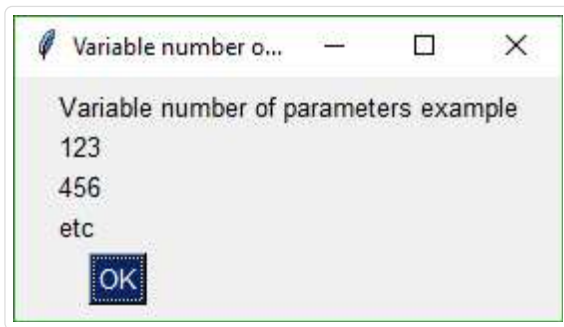 Variable number o...
Variable number of parameters example
123
456
etc
OK